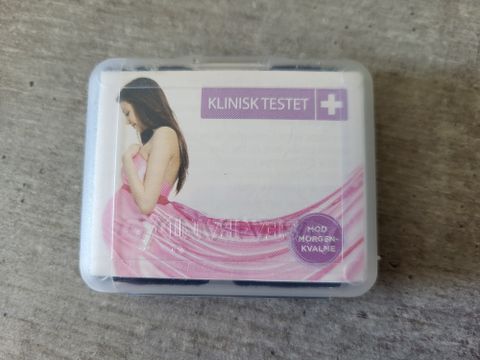 KLINISK TESTET
MOD
MORGEN-
KVALME